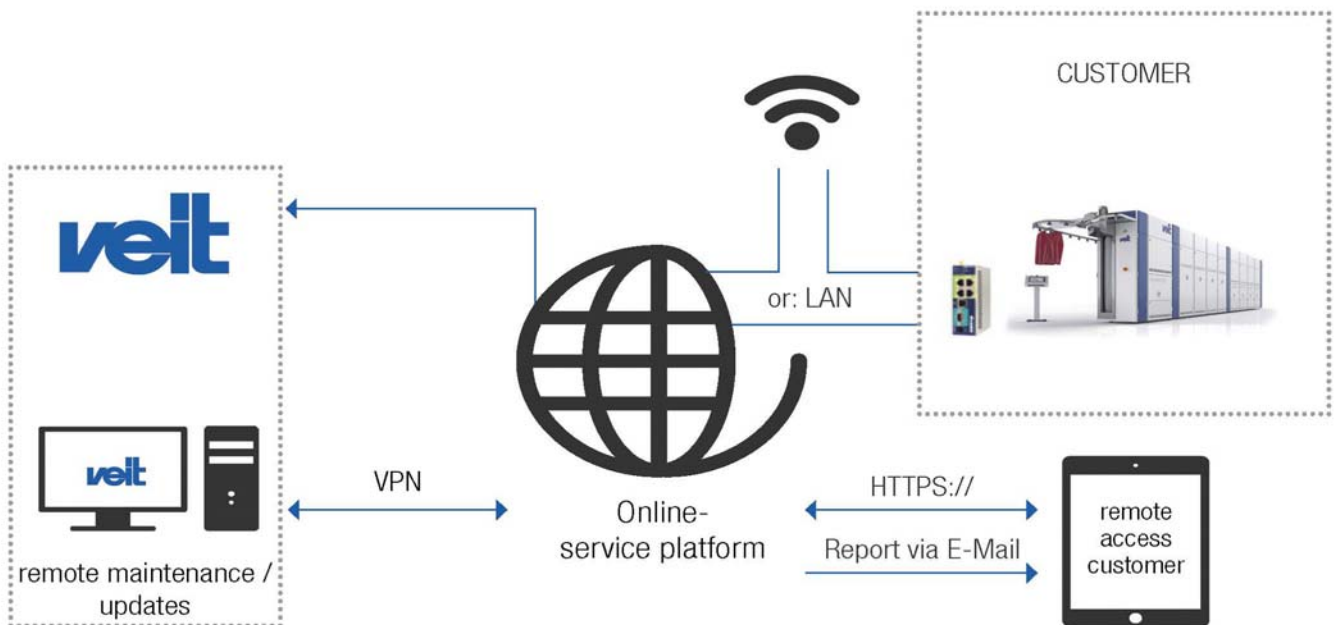 CUSTOMER
veit
or: LAN
veit
VPN
HTTPS://
Online-
service platform
Report via E-Mail
remote
access
customer
remote maintenance /
updates